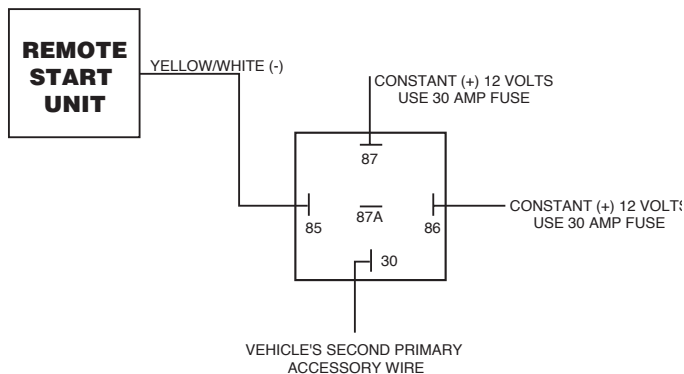 REMOTE
START
UNIT
YELLOW/WHITE (-)
CONSTANT (+) 12 VOLTS
USE 30 AMP FUSE
87
87A
85
86
30
CONSTANT (+) 12 VOLTS
USE 30 AMP FUSE
VEHICLE'S SECOND PRIMARY
ACCESSORY WIRE